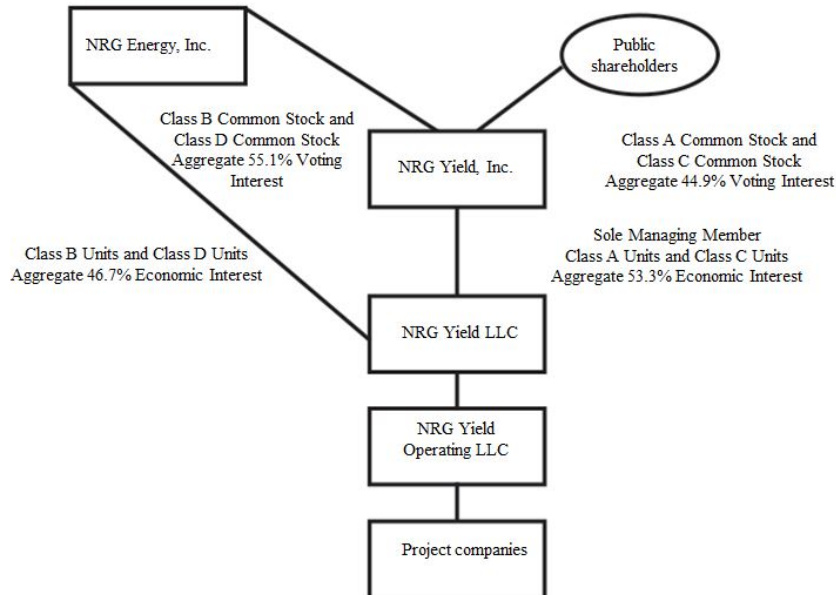 NRG Energy, Inc.
Public
shareholders
Class B Common Stock and
Class D Common Stock
Aggregate 55.1% Voting
Interest
NRG Yield, Inc.
Class A Common Stock and
Class C Common Stock
Aggregate 44.9% Voting Interest
Class B Units and Class D Units
Aggregate 46.7% Economic Interest
Sole Managing Member
Class A Units and Class C Units
Aggregate 53.3% Economic Interest
NRG Yield LLC
NRG Yield
Operating LLC
Project companies